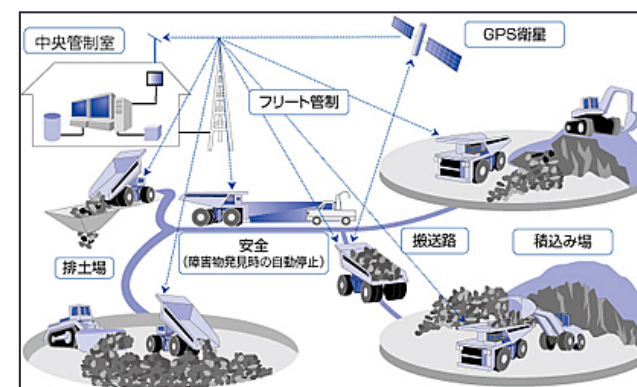 中央管制室
GPS衛星
フリート管制
安全
(障害物発見時の自動停止)
搬送路
積込み場
排土場